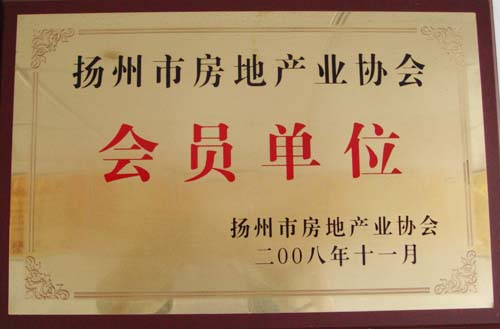 扬州市房地产业协会
会员单位
扬州市房地产业协会
二00八年十一月